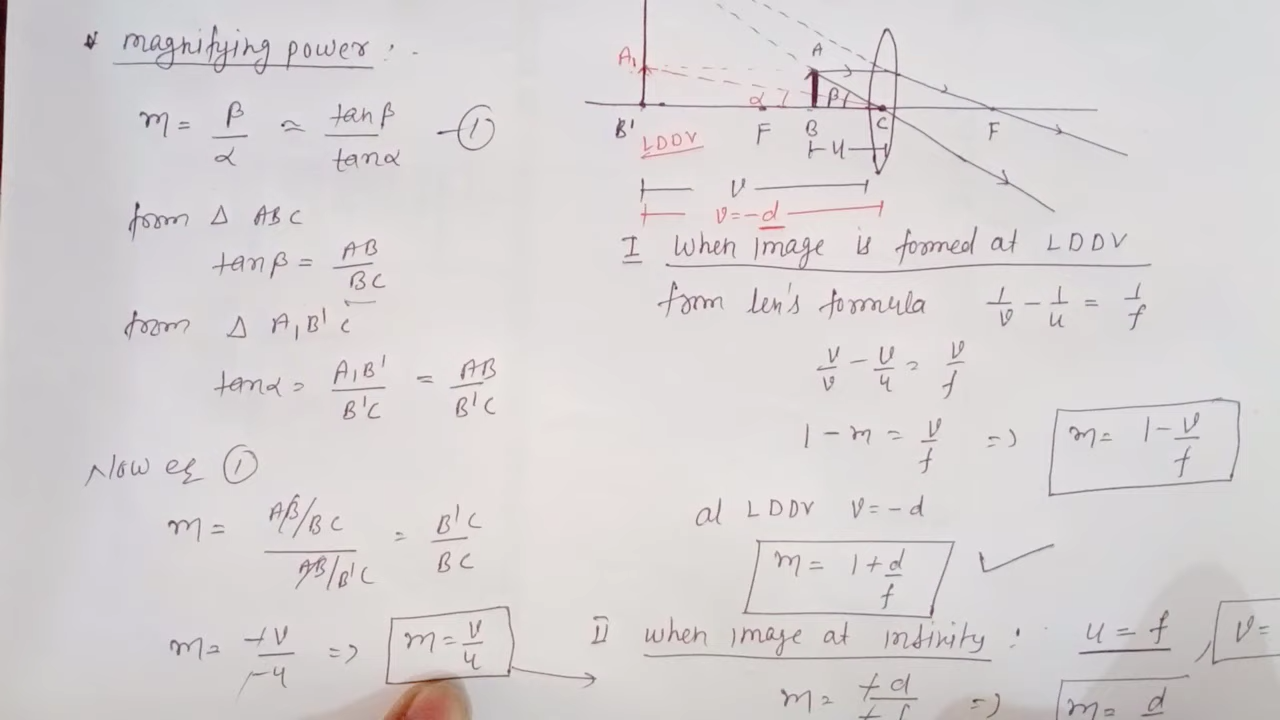 * magnifying power :-
m = β/α ≈ tanβ/tanα —①
form Δ ABC
tanβ = AB/BC
from Δ A₁B'C
tanα = A₁B'/B'C = AB/B'C
Now eq ①
m = AB/BC / AB/B'C = B'C/BC
m = +v/-u => m = v/u
A₁ A
α β
B' F B C F
LDDV
u
v
v = -d
I when image is formed at LDDV
from len's formula 1/v - 1/u = 1/f
v/v - v/u = v/f
1 - m = v/f => m = 1 - v/f
at LDDV v = -d
m = 1 + d/f
II when image at infinity : u = f , v =
m = +d/+f => m = d